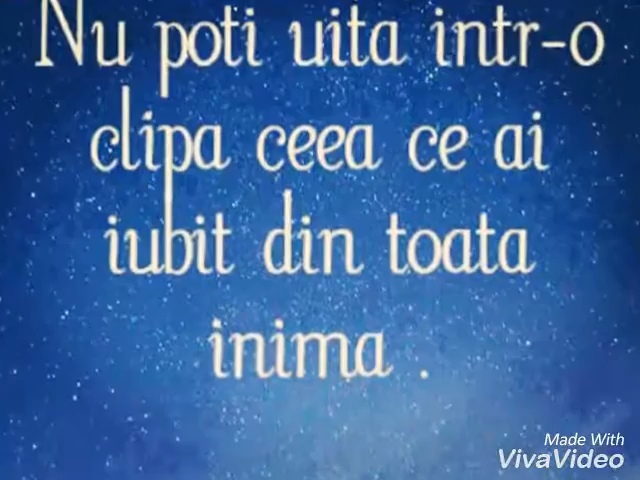 Nu poti uita intr-o
clipa ceea ce ai
iubit din toata
inima .
Made With
VivaVideo